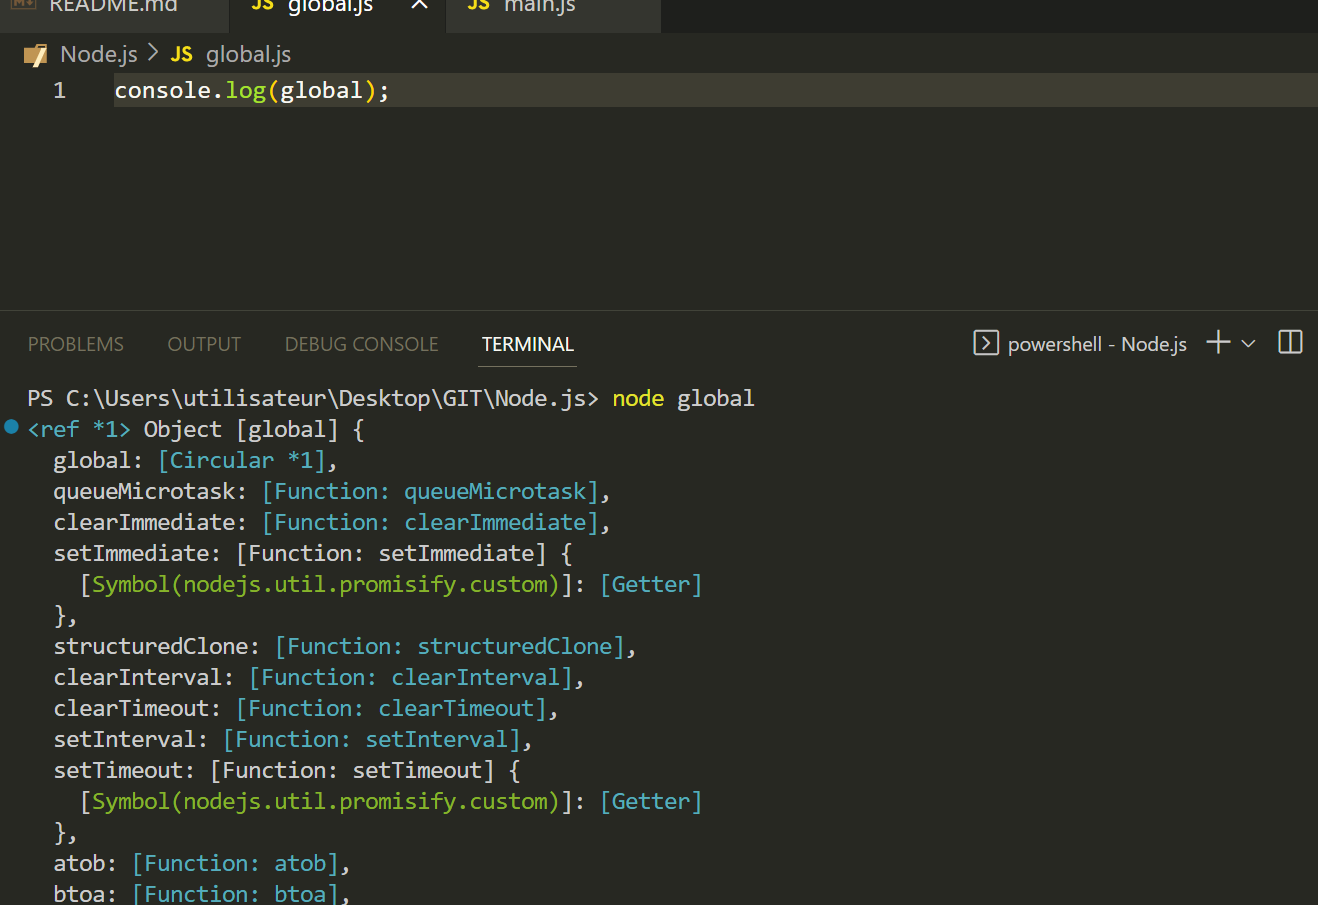 README.md JS global.js × JS main.js
Node.js > JS global.js
1 console.log(global);
PROBLEMS OUTPUT DEBUG CONSOLE TERMINAL powershell - Node.js
PS C:\Users\utilisateur\Desktop\GIT\Node.js> node global
<ref *1> Object [global] {
  global: [Circular *1],
  queueMicrotask: [Function: queueMicrotask],
  clearImmediate: [Function: clearImmediate],
  setImmediate: [Function: setImmediate] {
    [Symbol(nodejs.util.promisify.custom)]: [Getter]
  },
  structuredClone: [Function: structuredClone],
  clearInterval: [Function: clearInterval],
  clearTimeout: [Function: clearTimeout],
  setInterval: [Function: setInterval],
  setTimeout: [Function: setTimeout] {
    [Symbol(nodejs.util.promisify.custom)]: [Getter]
  },
  atob: [Function: atob],
  btoa: [Function: btoa],